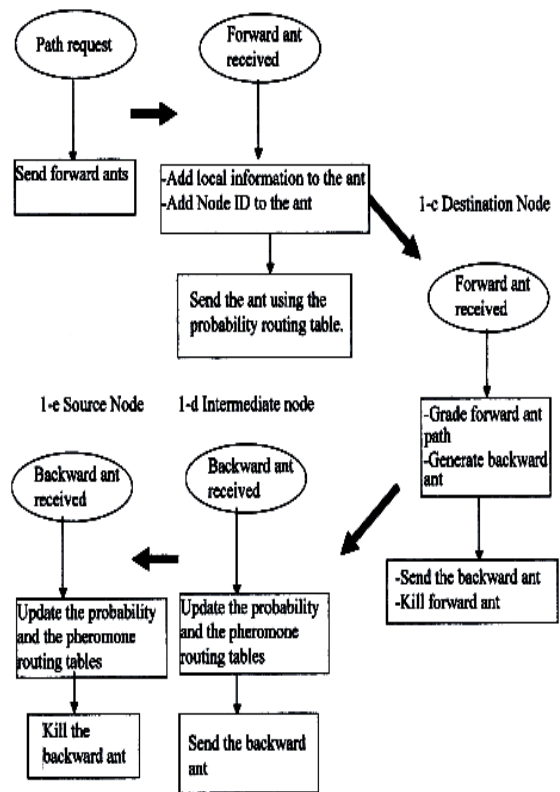 Path request
Send forward ants
Forward ant
received
-Add local information to the ant
-Add Node ID to the ant
Send the ant using the
probability routing table.
1-c Destination Node
Forward ant
received
-Grade forward ant
path
-Generate backward
ant
-Send the backward ant
-Kill forward ant
1-e Source Node
Backward ant
received
Update the probability
and the pheromone
routing tables
Kill the
backward ant
1-d Intermediate node
Backward ant
received
Update the probability
and the pheromone
routing tables
Send the backward
ant